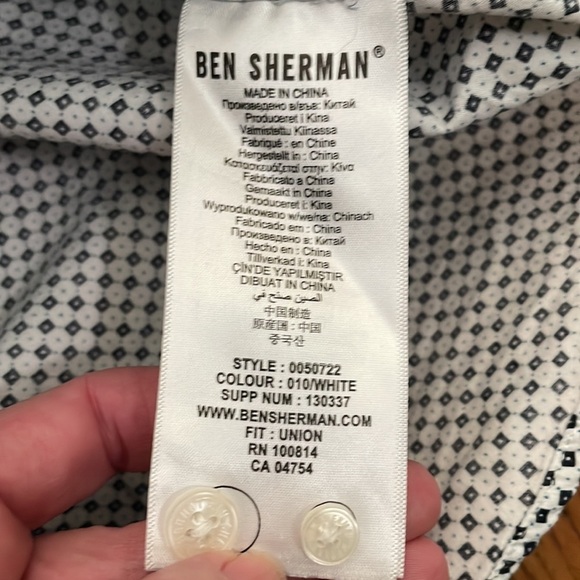 BEN SHERMAN®
MADE IN CHINA
Произведено в/във: Китай
Produceret i Kina
Valmistettu Kiinassa
Fabriqué : en Chine
Hergestellt in : China
Κατασκευάζεται στην: Κίνα
Fabbricato a China
Gemaakt in China
Produceret i: Kina
Wyprodukowano w/we/na: Chinach
Fabricado em : China
Произведено в: Китай
Hecho en : China
Tillverkad i: Kina
ÇİN'DE YAPILMIŞTIR
DIBUAT DI CHINA
الصين صنع في
中国制造
原産国 : 中国
중국산
STYLE : 0050722
COLOUR : 010/WHITE
SUPP NUM : 130337
WWW.BENSHERMAN.COM
FIT : UNION
RN 100814
CA 04754